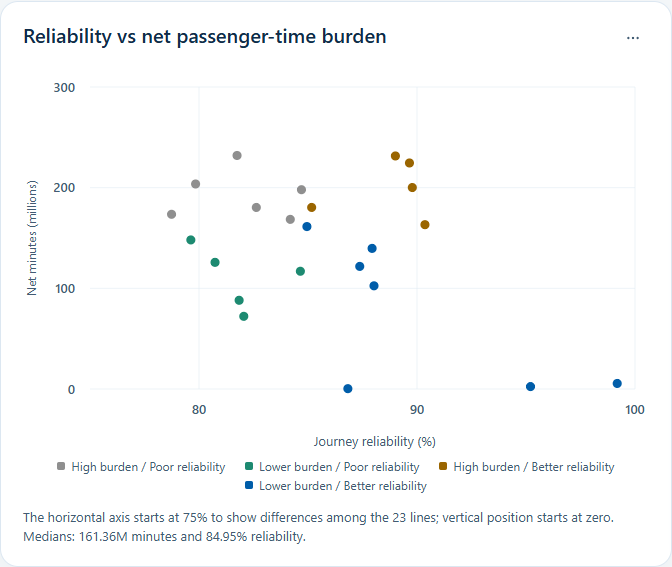 Reliability vs net passenger-time burden
...
300
200
100
0
Net minutes (millions)
80
90
100
Journey reliability (%)
High burden / Poor reliability
Lower burden / Poor reliability
High burden / Better reliability
Lower burden / Better reliability
The horizontal axis starts at 75% to show differences among the 23 lines; vertical position starts at zero.
Medians: 161.36M minutes and 84.95% reliability.